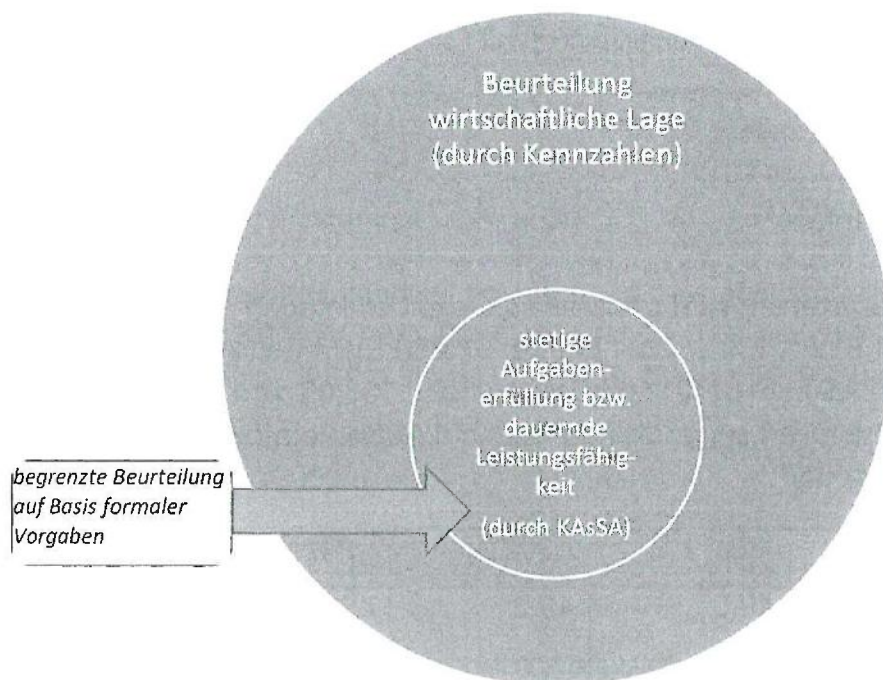 Beurteilung
wirtschaftliche Lage
(durch Kennzahlen)
stetige
Aufgaben-
erfüllung bzw.
dauernde
Leistungsfähig-
keit
(durch KAsSA)
begrenzte Beurteilung
auf Basis formaler
Vorgaben